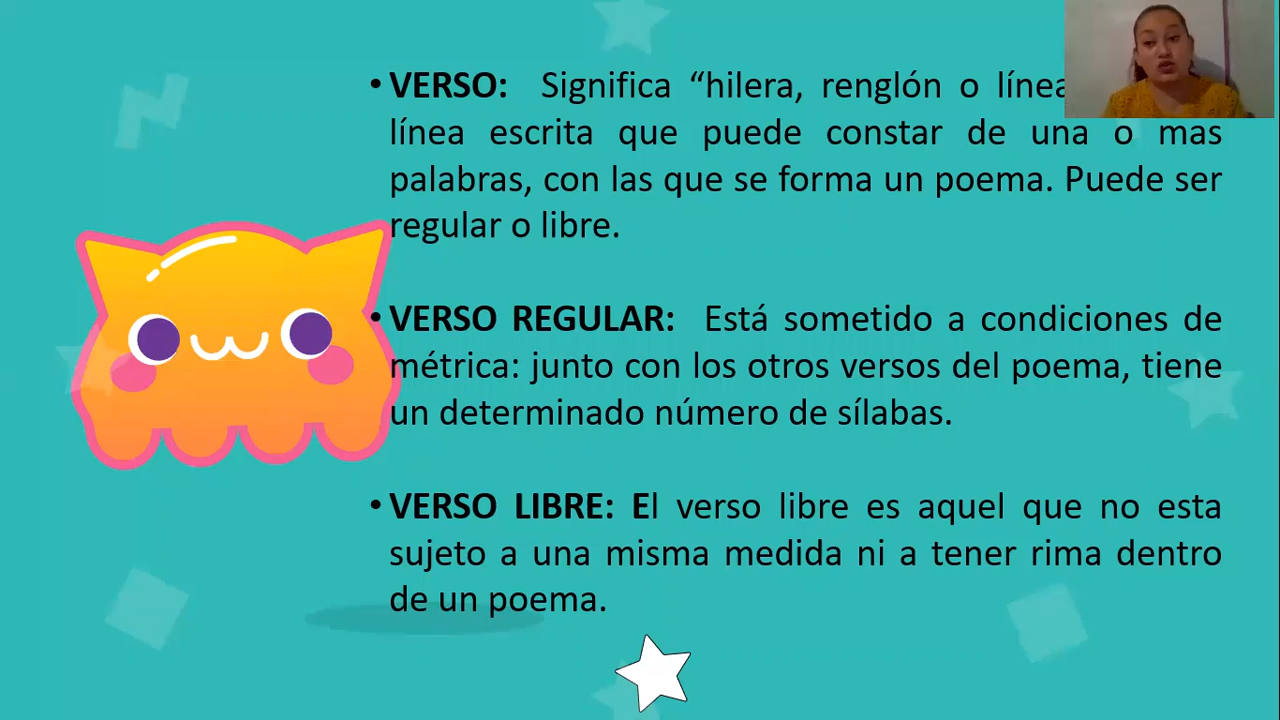 • VERSO: Significa “hilera, renglón o línea
línea escrita que puede constar de una o mas
palabras, con las que se forma un poema. Puede ser
regular o libre.
• VERSO REGULAR: Está sometido a condiciones de
métrica: junto con los otros versos del poema, tiene
un determinado número de sílabas.
• VERSO LIBRE: El verso libre es aquel que no esta
sujeto a una misma medida ni a tener rima dentro
de un poema.